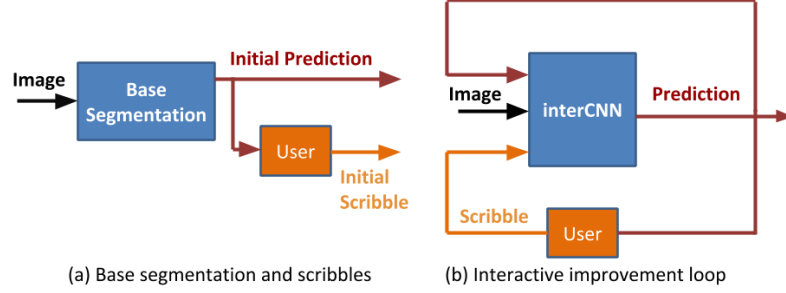 Image
Base
Segmentation
Initial Prediction
User
Initial
Scribble
(a) Base segmentation and scribbles
Image
interCNN
Prediction
Scribble
User
(b) Interactive improvement loop